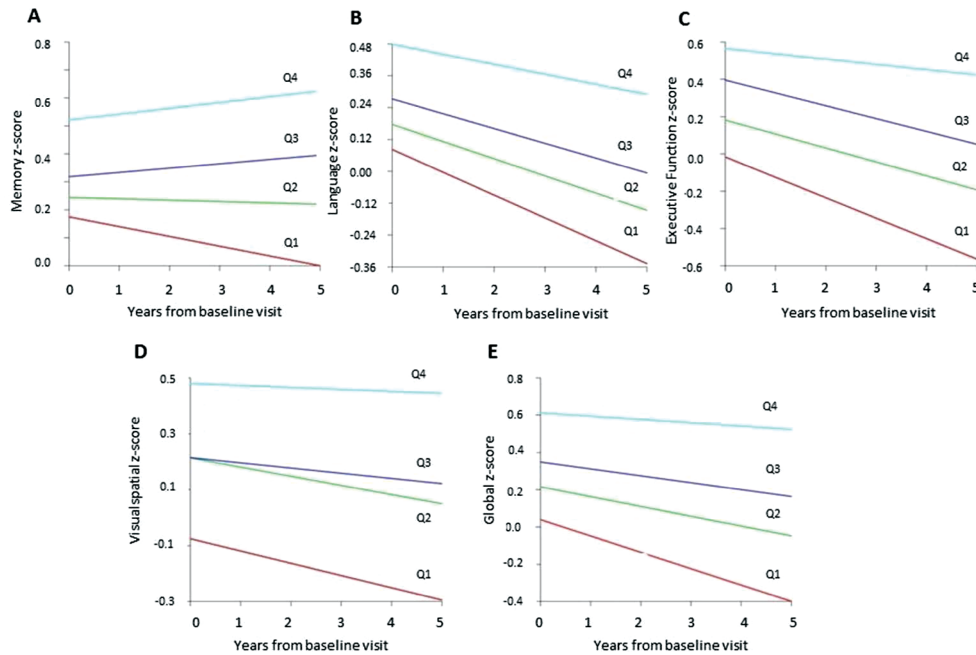 A
Memory z-score
0.8
0.6
0.4
0.2
0.0
Q4
Q3
Q2
Q1
0 1 2 3 4 5
Years from baseline visit
B
Language z-score
0.48
0.36
0.24
0.12
0.00
-0.12
-0.24
-0.36
Q4
Q3
Q2
Q1
0 1 2 3 4 5
Years from baseline visit
C
Executive Function z-score
0.6
0.4
0.2
0.0
-0.2
-0.4
-0.6
Q4
Q3
Q2
Q1
0 1 2 3 4 5
Years from baseline visit
D
Visualspatial z-score
0.5
0.3
0.1
-0.1
-0.3
Q4
Q3
Q2
Q1
0 1 2 3 4 5
Years from baseline visit
E
Global z-score
0.8
0.6
0.4
0.2
0.0
-0.2
-0.4
Q4
Q3
Q2
Q1
0 1 2 3 4 5
Years from baseline visit